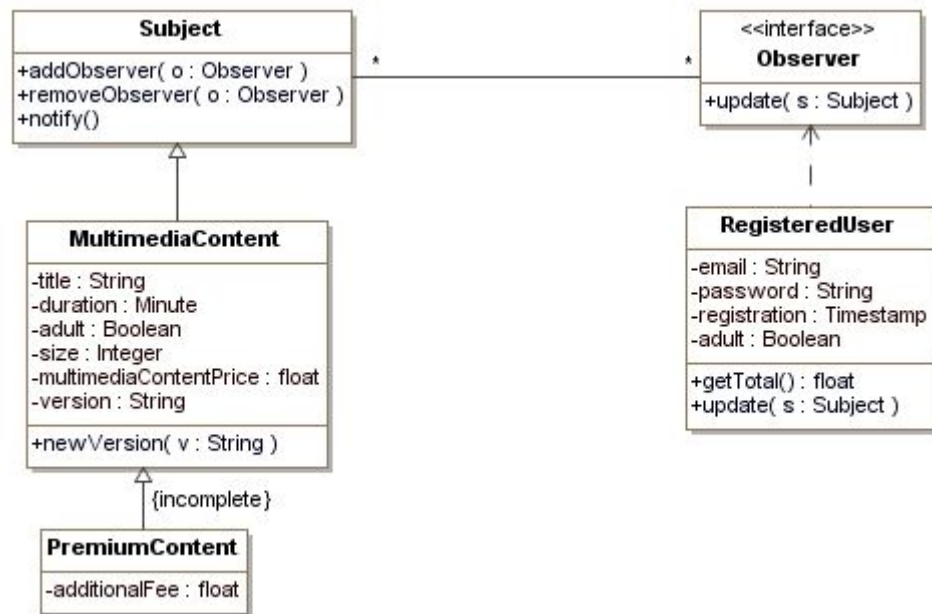 Subject
+addObserver( o : Observer )
+removeObserver( o : Observer )
+notify()
*
*
<<interface>>
Observer
+update( s : Subject )
MultimediaContent
-title : String
-duration : Minute
-adult : Boolean
-size : Integer
-multimediaContentPrice : float
-version : String
+newVersion( v : String )
RegisteredUser
-email : String
-password : String
-registration : Timestamp
-adult : Boolean
+getTotal() : float
+update( s : Subject )
{incomplete}
PremiumContent
-additionalFee : float